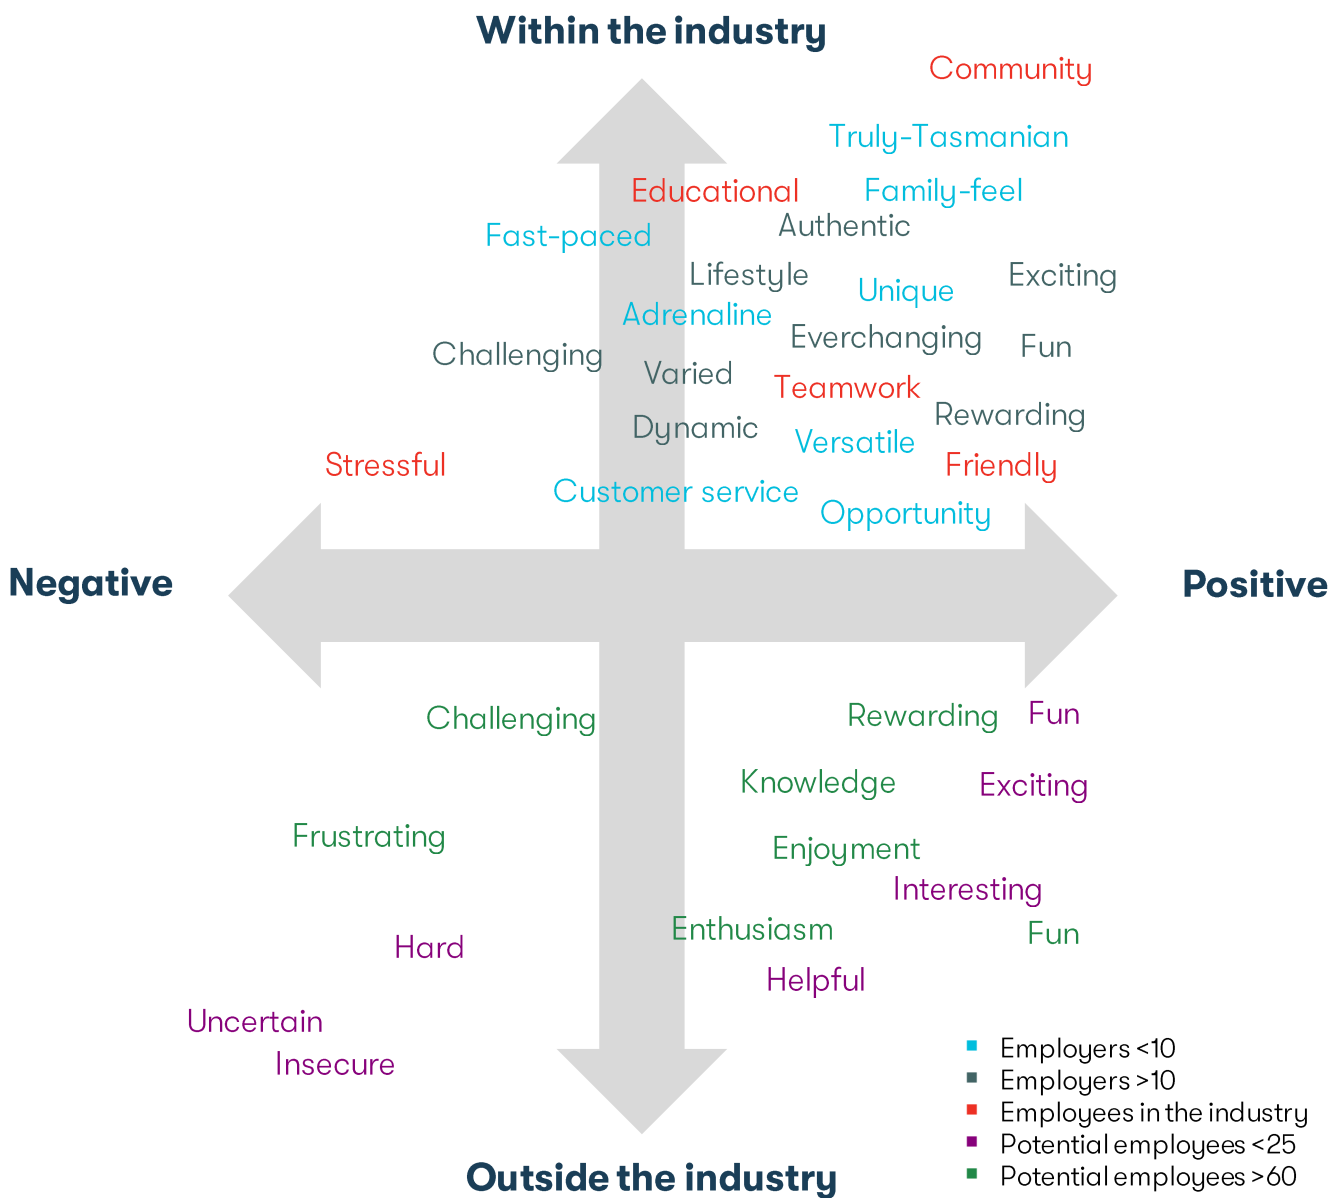 Within the industry
Community
Truly-Tasmanian
Educational
Family-feel
Authentic
Fast-paced
Lifestyle
Exciting
Unique
Adrenaline
Everchanging
Fun
Challenging
Varied
Teamwork
Rewarding
Dynamic
Versatile
Stressful
Friendly
Customer service
Opportunity
Negative
Positive
Challenging
Rewarding
Fun
Knowledge
Exciting
Frustrating
Enjoyment
Interesting
Enthusiasm
Fun
Hard
Helpful
Uncertain
Insecure
Employers <10
Employers >10
Employees in the industry
Potential employees <25
Potential employees >60
Outside the industry